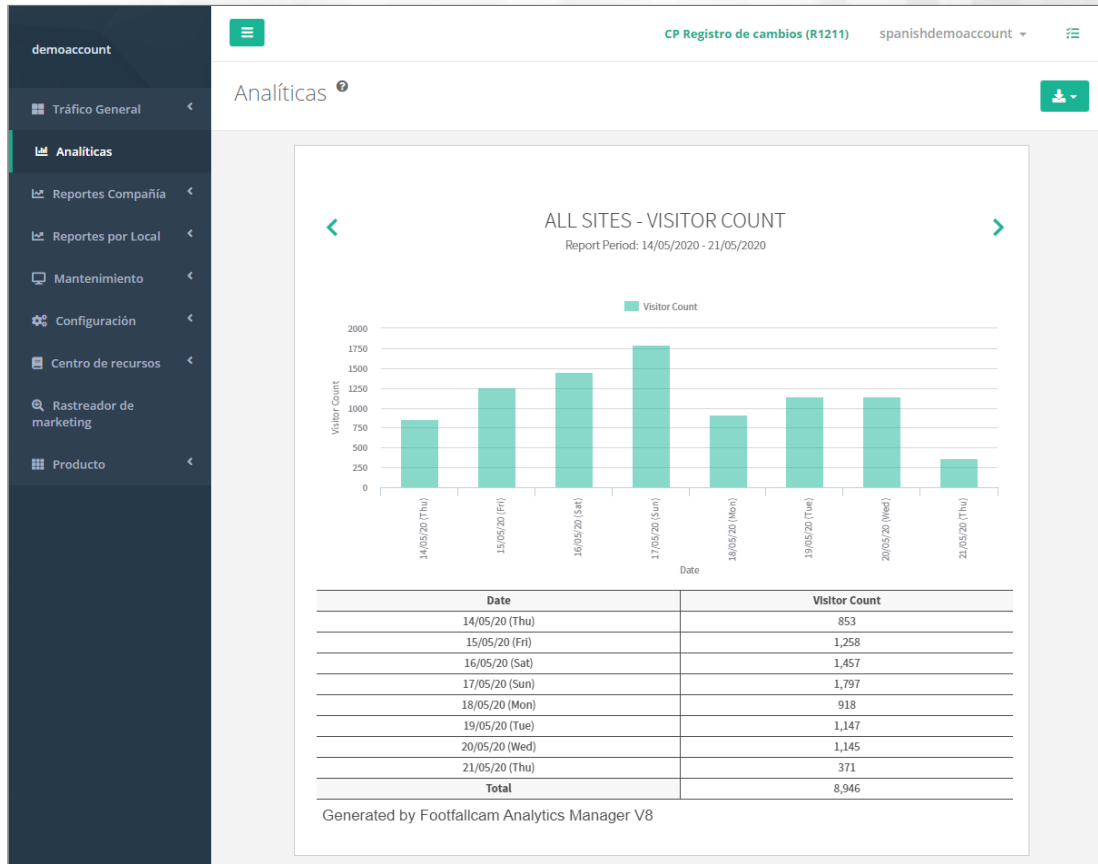 demoaccount
CP Registro de cambios (R1211)
spanishdemoaccount
Tráfico General
Analíticas
Reportes Compañía
Reportes por Local
Mantenimiento
Configuración
Centro de recursos
Rastreador de
marketing
Producto
Analíticas
ALL SITES - VISITOR COUNT
Report Period: 14/05/2020 - 21/05/2020
Visitor Count
Visitor Count
2000
1750
1500
1250
1000
750
500
250
0
14/05/20 (Thu)
15/05/20 (Fri)
16/05/20 (Sat)
17/05/20 (Sun)
18/05/20 (Mon)
19/05/20 (Tue)
20/05/20 (Wed)
21/05/20 (Thu)
Date
Date Visitor Count
14/05/20 (Thu) 853
15/05/20 (Fri) 1,258
16/05/20 (Sat) 1,457
17/05/20 (Sun) 1,797
18/05/20 (Mon) 918
19/05/20 (Tue) 1,147
20/05/20 (Wed) 1,145
21/05/20 (Thu) 371
Total 8,946
Generated by Footfallcam Analytics Manager V8